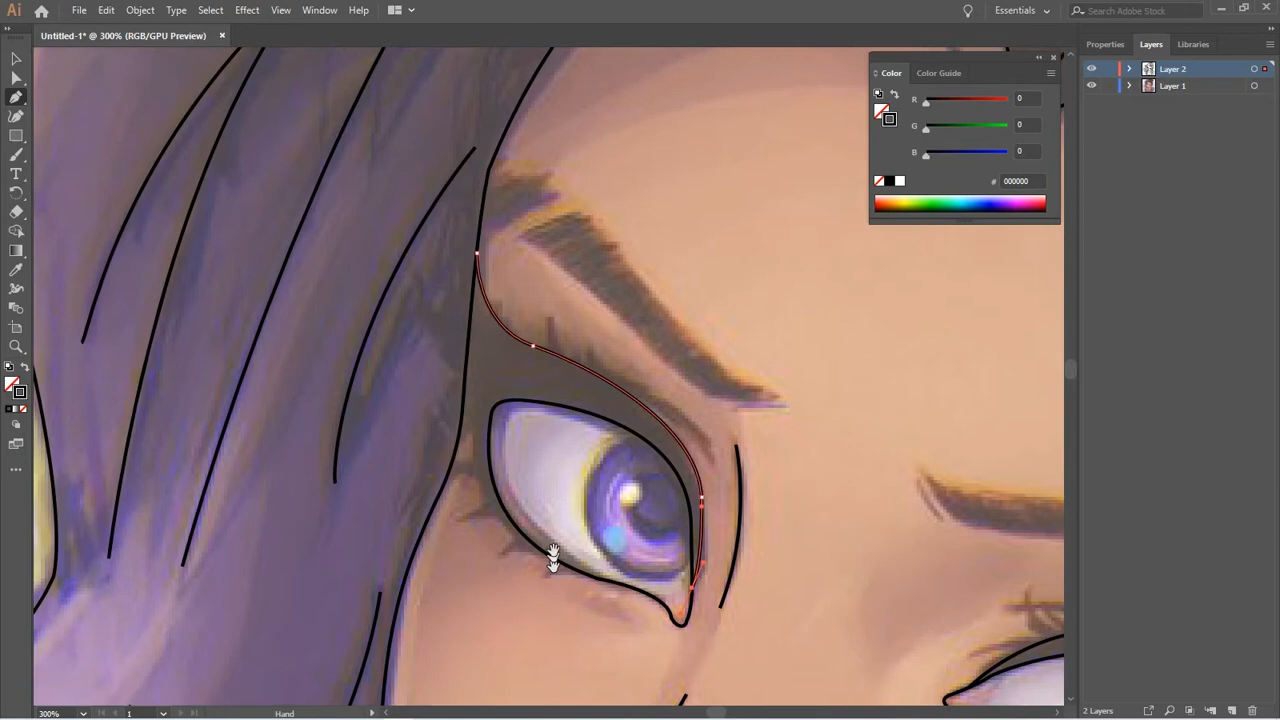 Ai File Edit Object Type Select Effect View Window Help Essentials Search Adobe Stock
Untitled-1* @ 300% (RGB/GPU Preview) ×
Properties Layers Libraries
Layer 2
Layer 1
Color Color Guide
R 0
G 0
B 0
# 000000
T
300% 1 Hand 2 Layers